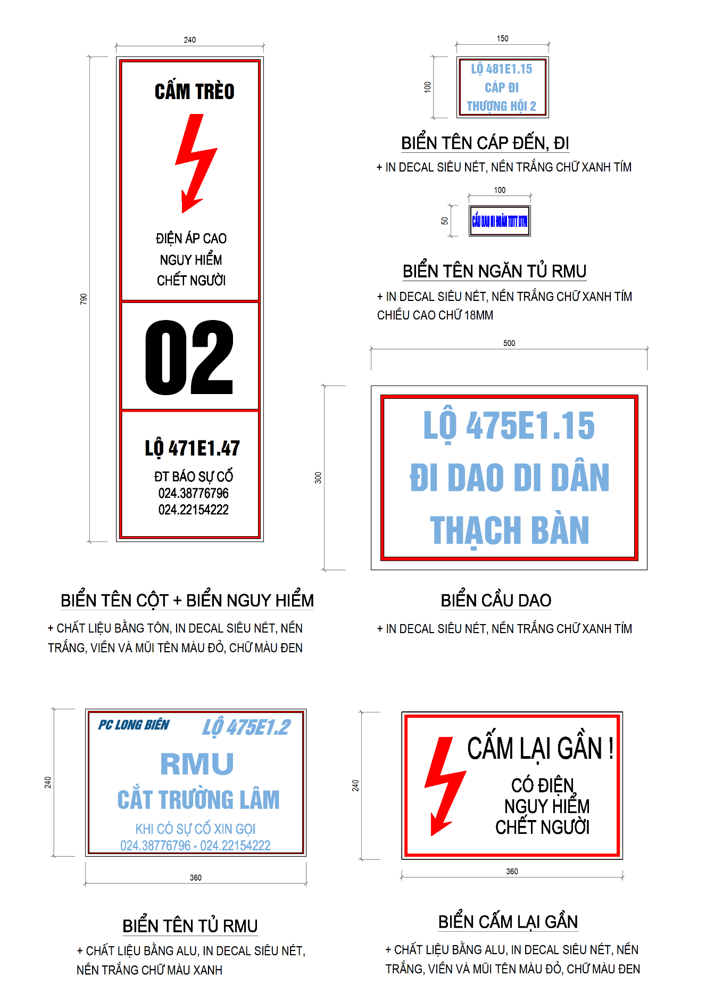 240
790
CẤM TRÈO
ĐIỆN ÁP CAO
NGUY HIỂM
CHẾT NGƯỜI
02
LỘ 471E1.47
ĐT BÁO SỰ CỐ
024.38776796
024.22154222
BIỂN TÊN CỘT + BIỂN NGUY HIỂM
+ CHẤT LIỆU BẰNG TÔN, IN DECAL SIÊU NÉT, NỀN
TRẮNG, VIỀN VÀ MŨI TÊN MÀU ĐỎ, CHỮ MÀU ĐEN
150
100
LỘ 481E1.15
CÁP ĐI
THƯỢNG HỘI 2
BIỂN TÊN CÁP ĐẾN, ĐI
+ IN DECAL SIÊU NÉT, NỀN TRẮNG CHỮ XANH TÍM
100
50
CẦU DAO DI ĐOÀN TDTT DTM
BIỂN TÊN NGĂN TỦ RMU
+ IN DECAL SIÊU NÉT, NỀN TRẮNG CHỮ XANH TÍM
CHIỀU CAO CHỮ 18MM
500
300
LỘ 475E1.15
ĐI DAO DI DÂN
THẠCH BÀN
BIỂN CẦU DAO
+ IN DECAL SIÊU NÉT, NỀN TRẮNG CHỮ XANH TÍM
240
PC LONG BIÊN
LỘ 475E1.2
RMU
CẮT TRƯỜNG LÂM
KHI CÓ SỰ CỐ XIN GỌI
024.38776796 - 024.22154222
360
BIỂN TÊN TỦ RMU
+ CHẤT LIỆU BẰNG ALU, IN DECAL SIÊU NÉT,
NỀN TRẮNG CHỮ MÀU XANH
240
CẤM LẠI GẦN !
CÓ ĐIỆN
NGUY HIỂM
CHẾT NGƯỜI
360
BIỂN CẤM LẠI GẦN
+ CHẤT LIỆU BẰNG ALU, IN DECAL SIÊU NÉT, NỀN
TRẮNG, VIỀN VÀ MŨI TÊN MÀU ĐỎ, CHỮ MÀU ĐEN